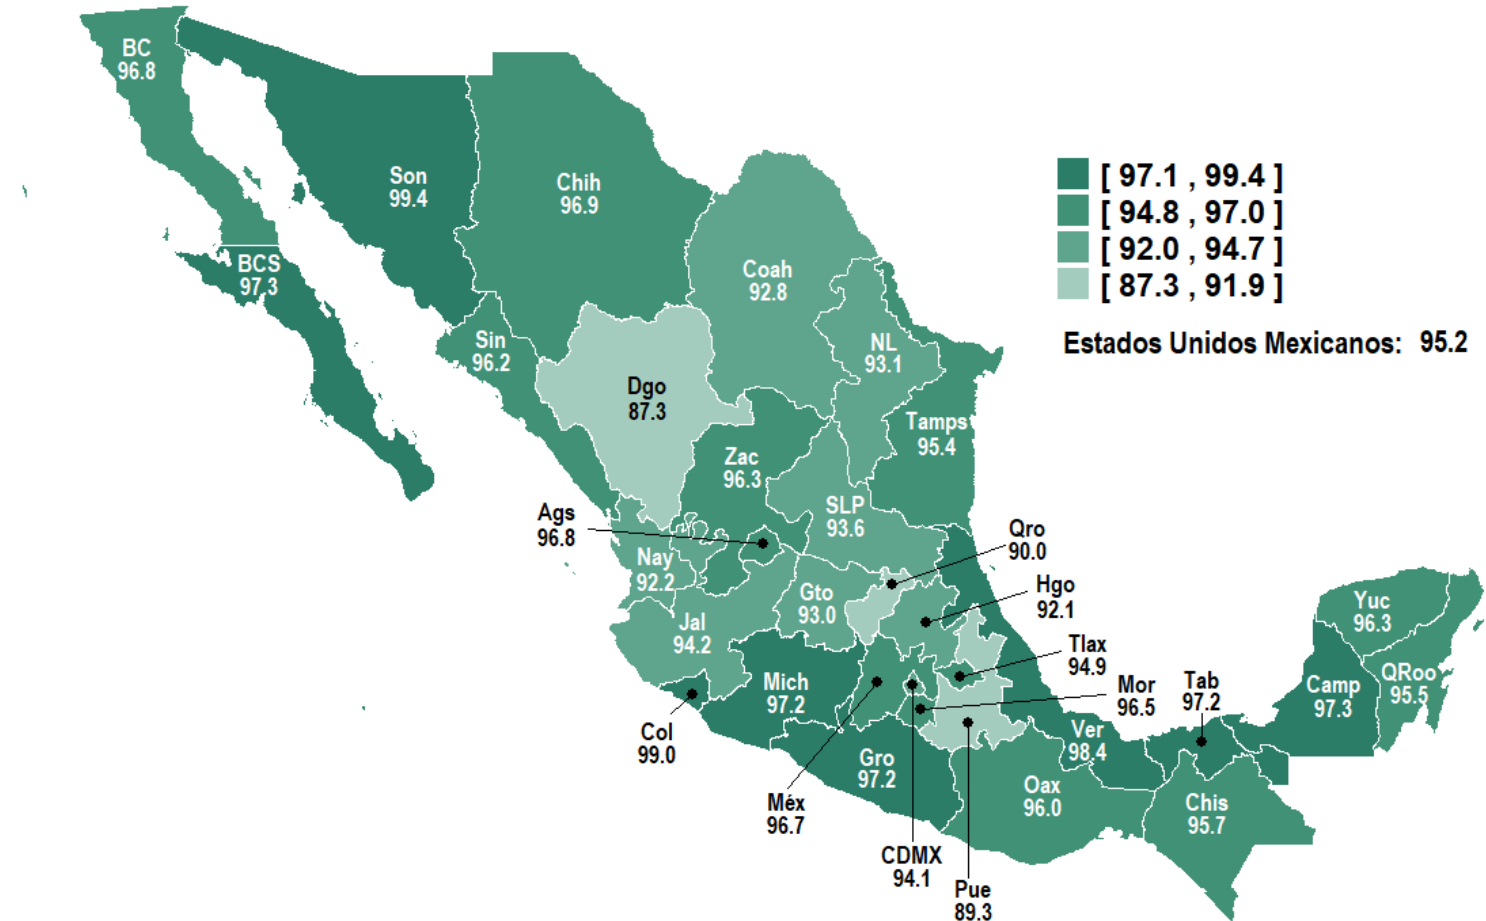 BC
96.8
Son
99.4
Chih
96.9
[ 97.1 , 99.4 ]
[ 94.8 , 97.0 ]
[ 92.0 , 94.7 ]
[ 87.3 , 91.9 ]
Estados Unidos Mexicanos: 95.2
BCS
97.3
Coah
92.8
Sin
96.2
NL
93.1
Dgo
87.3
Tamps
95.4
Zac
96.3
SLP
93.6
Ags
96.8
Qro
90.0
Nay
92.2
Gto
93.0
Hgo
92.1
Jal
94.2
Yuc
96.3
Tlax
94.9
Mich
97.2
Mor
96.5
Tab
97.2
Camp
97.3
QRoo
95.5
Col
99.0
Ver
98.4
Gro
97.2
Oax
96.0
Chis
95.7
Méx
96.7
CDMX
94.1
Pue
89.3